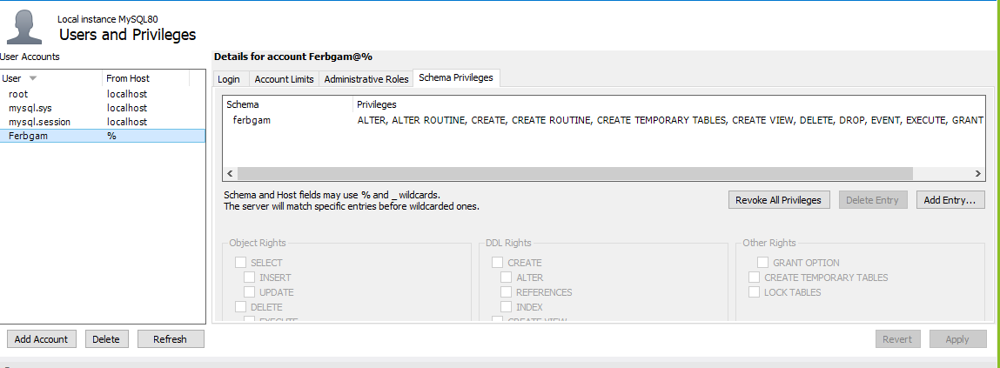 Local instance MySQL80
Users and Privileges
User Accounts
User From Host
root localhost
mysql.sys localhost
mysql.session localhost
Ferbgam %
Add Account Delete Refresh
Details for account Ferbgam@%
Login Account Limits Administrative Roles Schema Privileges
Schema Privileges
ferbgam ALTER, ALTER ROUTINE, CREATE, CREATE ROUTINE, CREATE TEMPORARY TABLES, CREATE VIEW, DELETE, DROP, EVENT, EXECUTE, GRANT
Schema and Host fields may use % and _ wildcards.
The server will match specific entries before wildcarded ones.
Revoke All Privileges Delete Entry Add Entry...
Object Rights
SELECT
INSERT
UPDATE
DELETE
EXECUTE
DDL Rights
CREATE
ALTER
REFERENCES
INDEX
CREATE VIEW
Other Rights
GRANT OPTION
CREATE TEMPORARY TABLES
LOCK TABLES
Revert Apply